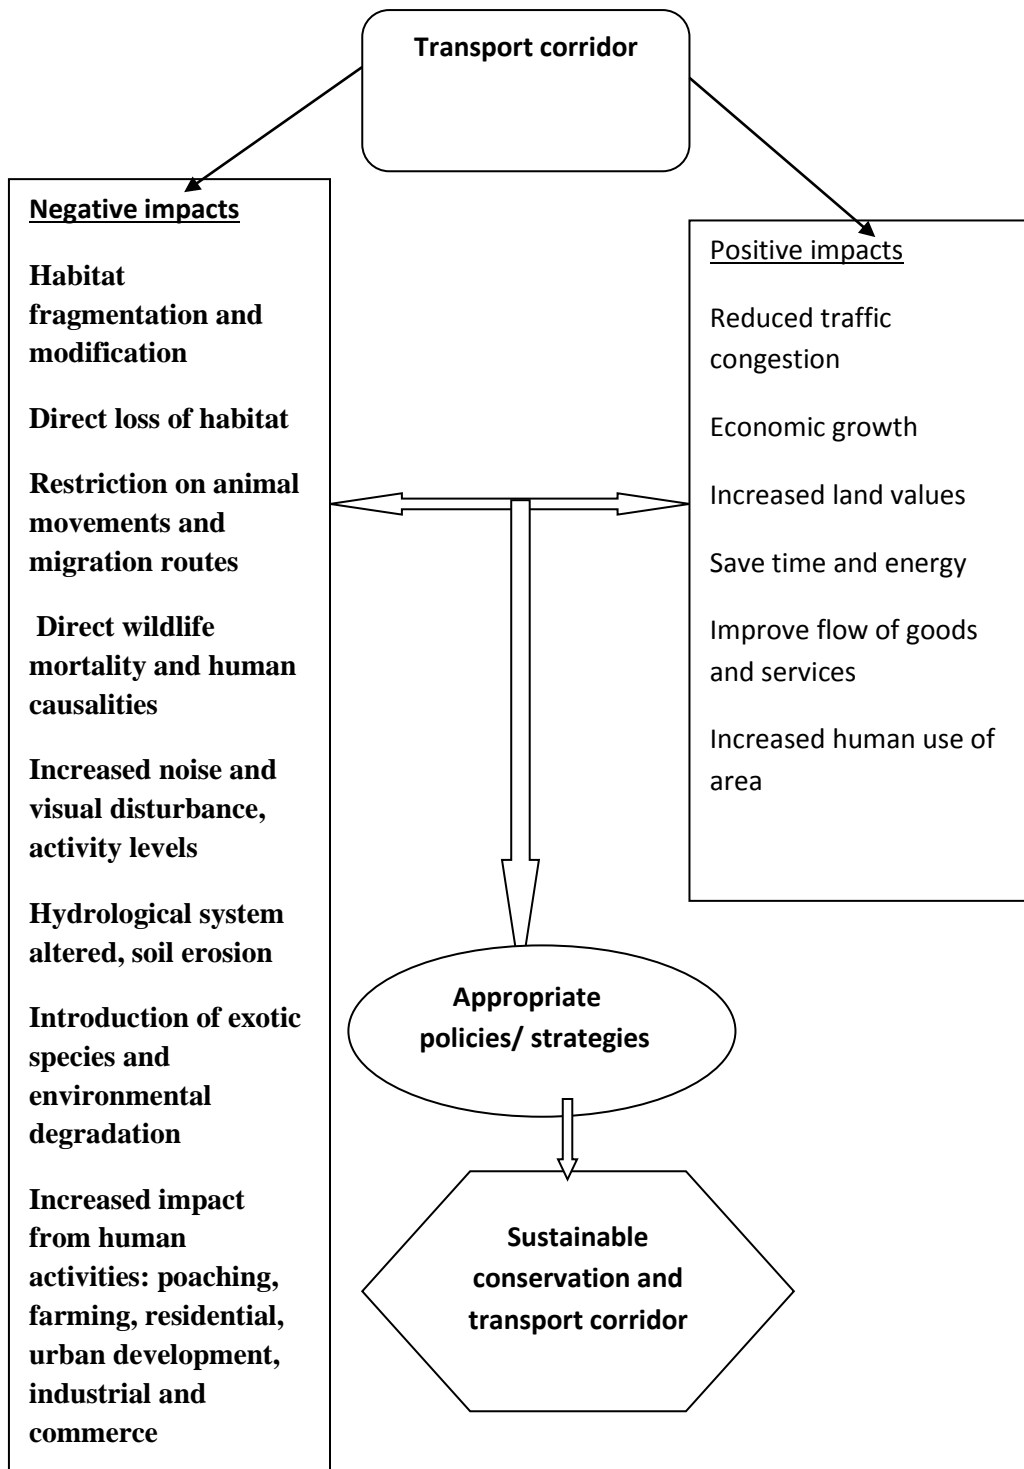 Transport corridor
Negative impacts
Habitat
fragmentation and
modification
Direct loss of habitat
Restriction on animal
movements and
migration routes
Direct wildlife
mortality and human
causalities
Increased noise and
visual disturbance,
activity levels
Hydrological system
altered, soil erosion
Introduction of exotic
species and
environmental
degradation
Increased impact
from human
activities: poaching,
farming, residential,
urban development,
industrial and
commerce
Positive impacts
Reduced traffic
congestion
Economic growth
Increased land values
Save time and energy
Improve flow of goods
and services
Increased human use of
area
Appropriate
policies/ strategies
Sustainable
conservation and
transport corridor